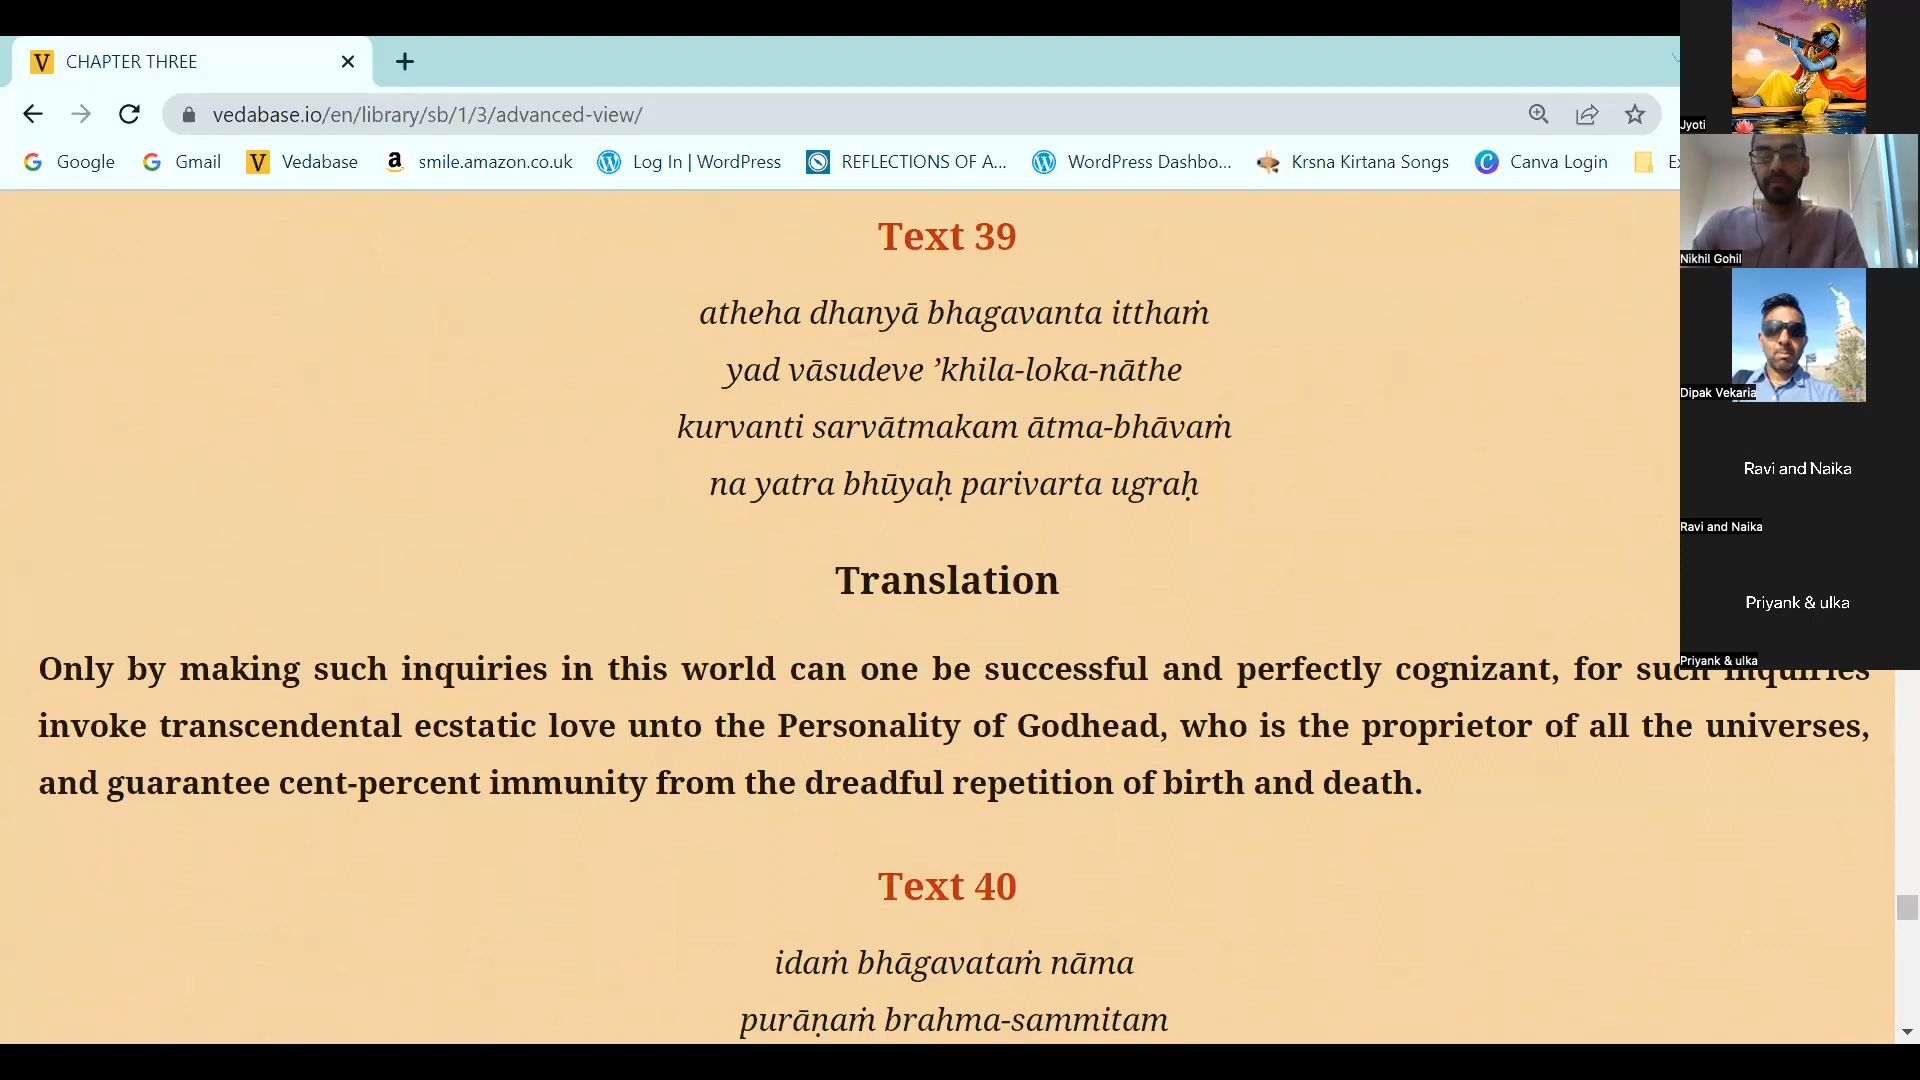 CHAPTER THREE
vedabase.io/en/library/sb/1/3/advanced-view/
Google Gmail Vedabase smile.amazon.co.uk Log In | WordPress REFLECTIONS OF A... WordPress Dashbo... Krsna Kirtana Songs Canva Login
Text 39
atheha dhanyā bhagavanta itthaṁ
yad vāsudeve ’khila-loka-nāthe
kurvanti sarvātmakam ātma-bhāvaṁ
na yatra bhūyaḥ parivarta ugraḥ
Translation
Only by making such inquiries in this world can one be successful and perfectly cognizant, for such inquiries
invoke transcendental ecstatic love unto the Personality of Godhead, who is the proprietor of all the universes,
and guarantee cent-percent immunity from the dreadful repetition of birth and death.
Text 40
idaṁ bhāgavataṁ nāma
purāṇaṁ brahma-sammitam
Jyoti
Nikhil Gohil
Dipak Vekaria
Ravi and Naika
Ravi and Naika
Priyank & ulka
Priyank & ulka